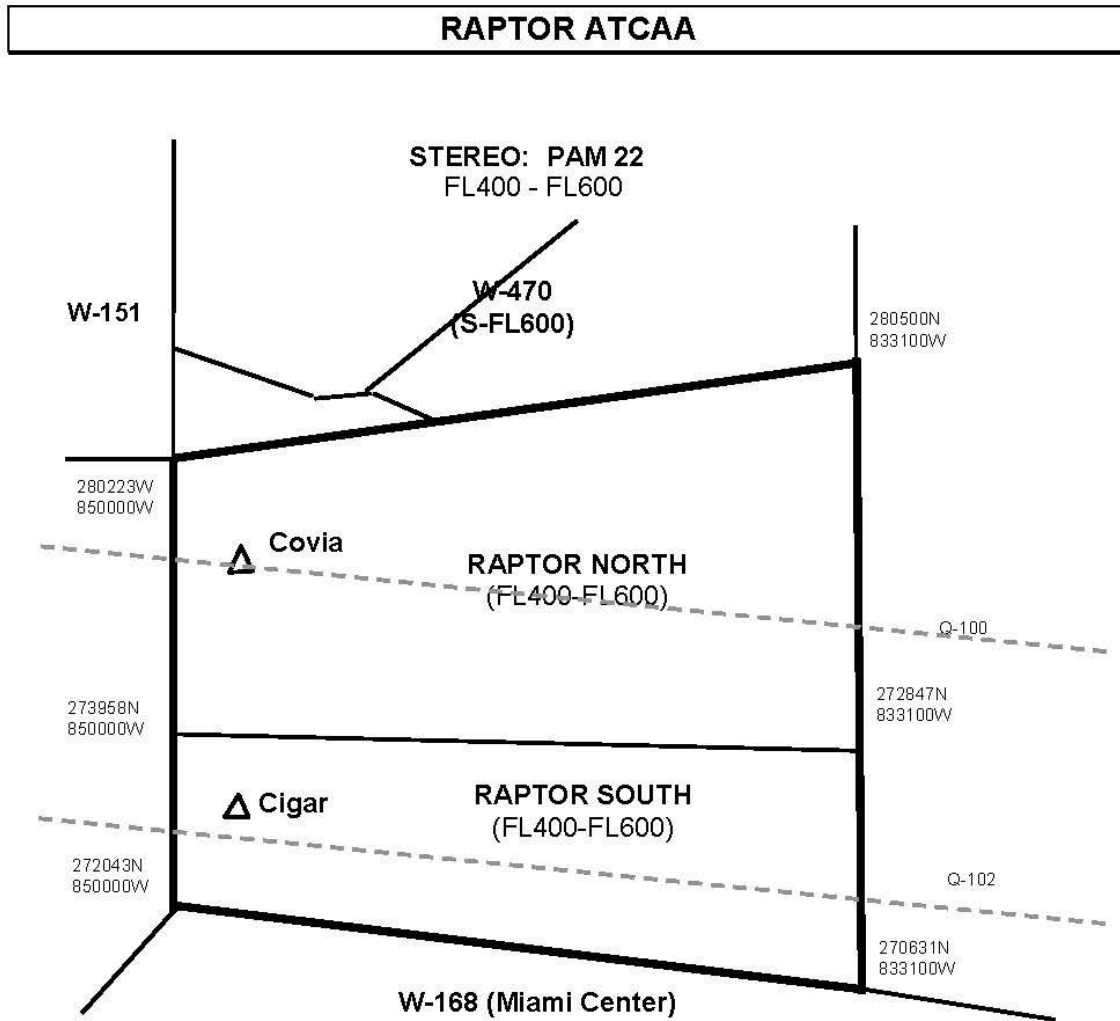 RAPTOR ATCAA
STEREO: PAM 22
FL400 - FL600
W-470
(S-FL600)
W-151
280500N
833100W
280223W
850000W
Covia
RAPTOR NORTH
(FL400-FL600)
Q-100
273958N
850000W
272847N
833100W
Cigar
RAPTOR SOUTH
(FL400-FL600)
272043N
850000W
Q-102
270631N
833100W
W-168 (Miami Center)